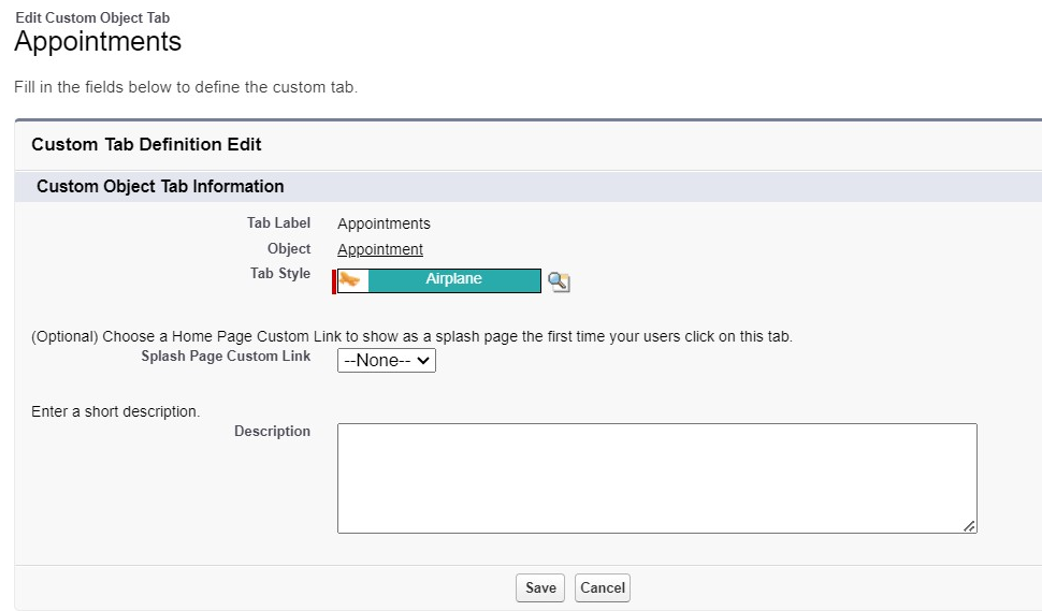 Edit Custom Object Tab
Appointments
Fill in the fields below to define the custom tab.
Custom Tab Definition Edit
Custom Object Tab Information
Tab Label Appointments
Object Appointment
Tab Style Airplane
(Optional) Choose a Home Page Custom Link to show as a splash page the first time your users click on this tab.
Splash Page Custom Link --None--
Enter a short description.
Description
Save Cancel